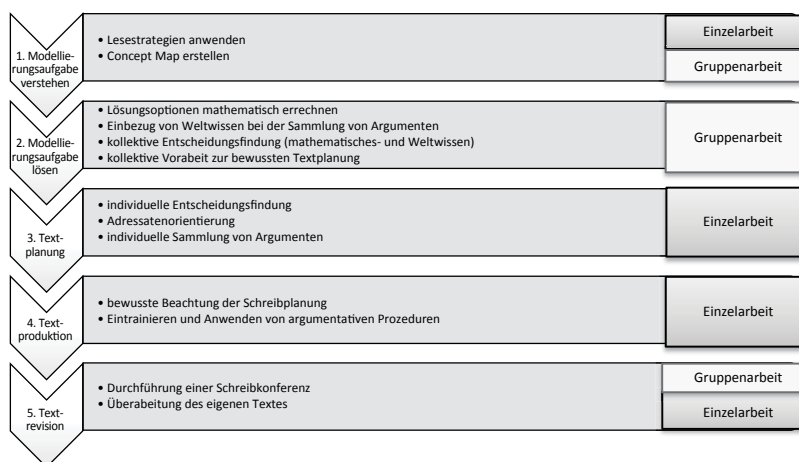 1. Modellie-
rungsaufgabe
verstehen
• Lesestrategien anwenden
• Concept Map erstellen
Einzelarbeit
Gruppenarbeit
2. Modellie-
rungsaufgabe
lösen
• Lösungsoptionen mathematisch errechnen
• Einbezug von Weltwissen bei der Sammlung von Argumenten
• kollektive Entscheidungsfindung (mathematisches- und Weltwissen)
• kollektive Vorabeit zur bewussten Textplanung
Gruppenarbeit
3. Text-
planung
• individuelle Entscheidungsfindung
• Adressatenorientierung
• individuelle Sammlung von Argumenten
Einzelarbeit
4. Text-
produktion
• bewusste Beachtung der Schreibplanung
• Eintrainieren und Anwenden von argumentativen Prozeduren
Einzelarbeit
5. Text-
revision
• Durchführung einer Schreibkonferenz
• Überabeitung des eigenen Textes
Gruppenarbeit
Einzelarbeit